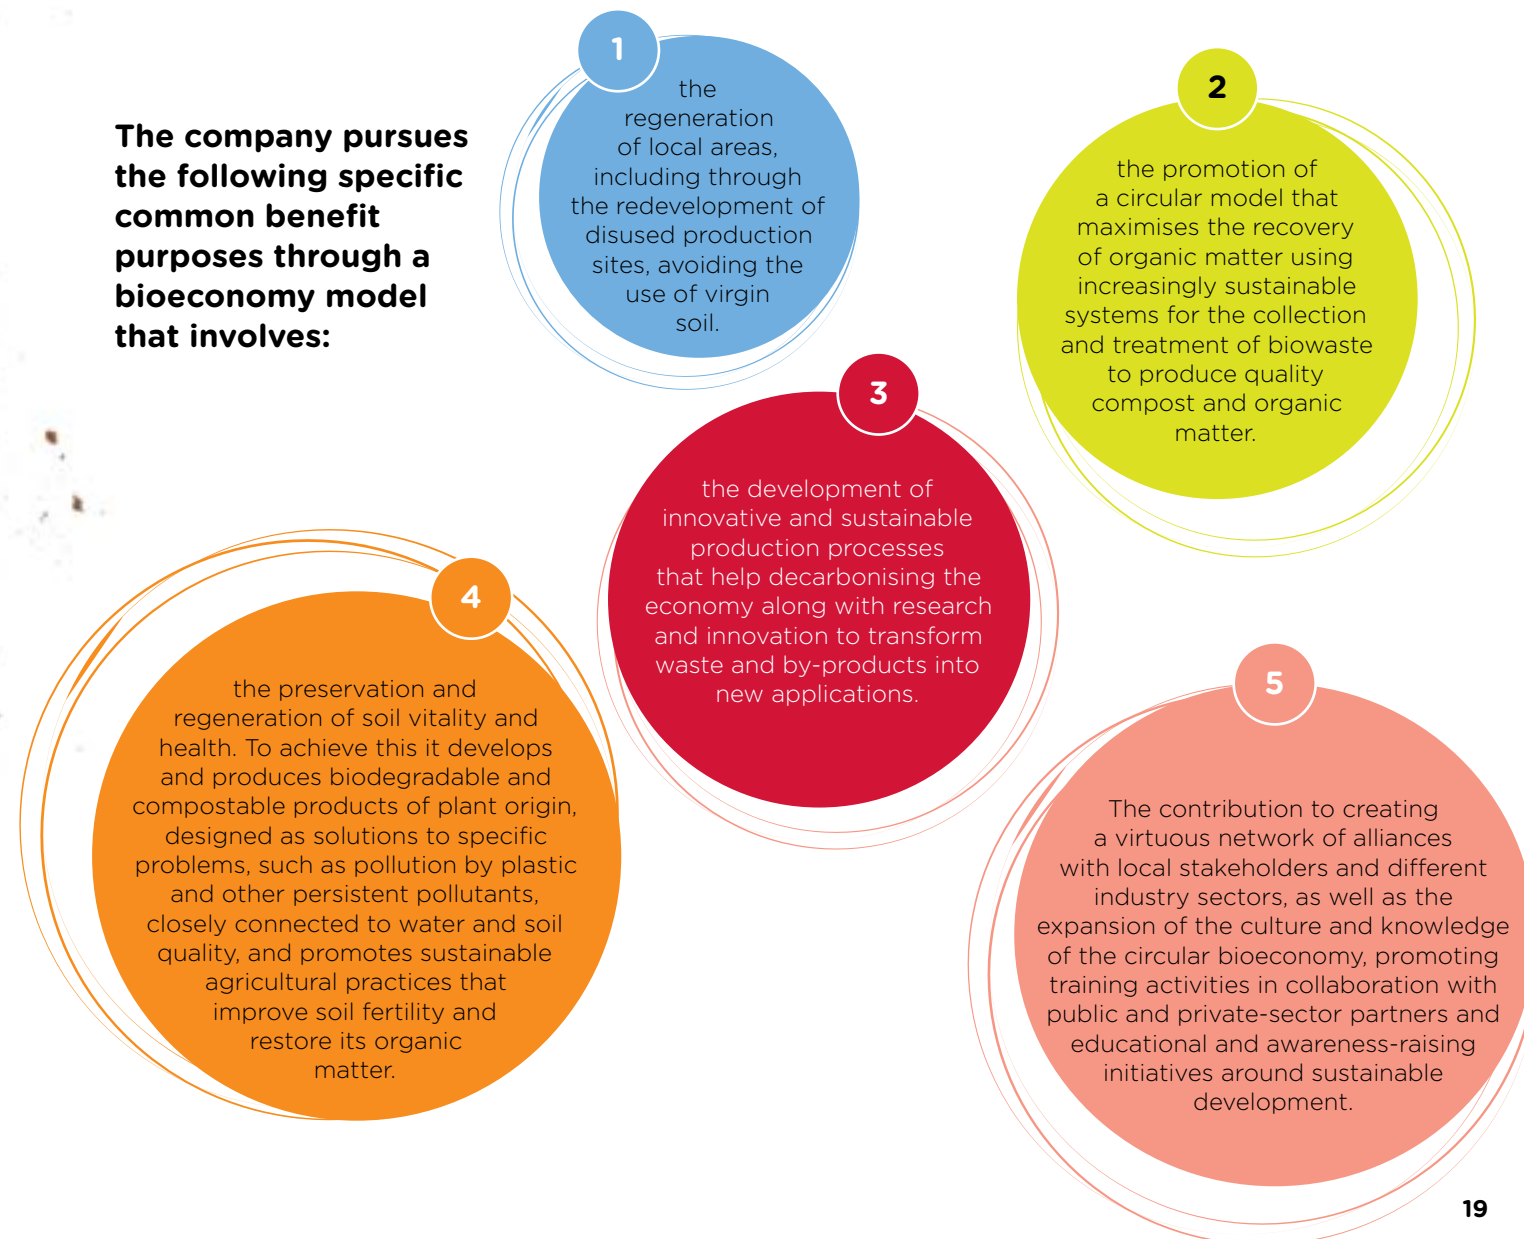 The company pursues
the following specific
common benefit
purposes through a
bioeconomy model
that involves:
1
the
regeneration
of local areas,
including through
the redevelopment of
disused production
sites, avoiding the
use of virgin
soil.
2
the promotion of
a circular model that
maximises the recovery
of organic matter using
increasingly sustainable
systems for the collection
and treatment of biowaste
to produce quality
compost and organic
matter.
3
the development of
innovative and sustainable
production processes
that help decarbonising the
economy along with research
and innovation to transform
waste and by-products into
new applications.
4
the preservation and
regeneration of soil vitality and
health. To achieve this it develops
and produces biodegradable and
compostable products of plant origin,
designed as solutions to specific
problems, such as pollution by plastic
and other persistent pollutants,
closely connected to water and soil
quality, and promotes sustainable
agricultural practices that
improve soil fertility and
restore its organic
matter.
5
The contribution to creating
a virtuous network of alliances
with local stakeholders and different
industry sectors, as well as the
expansion of the culture and knowledge
of the circular bioeconomy, promoting
training activities in collaboration with
public and private-sector partners and
educational and awareness-raising
initiatives around sustainable
development.
19